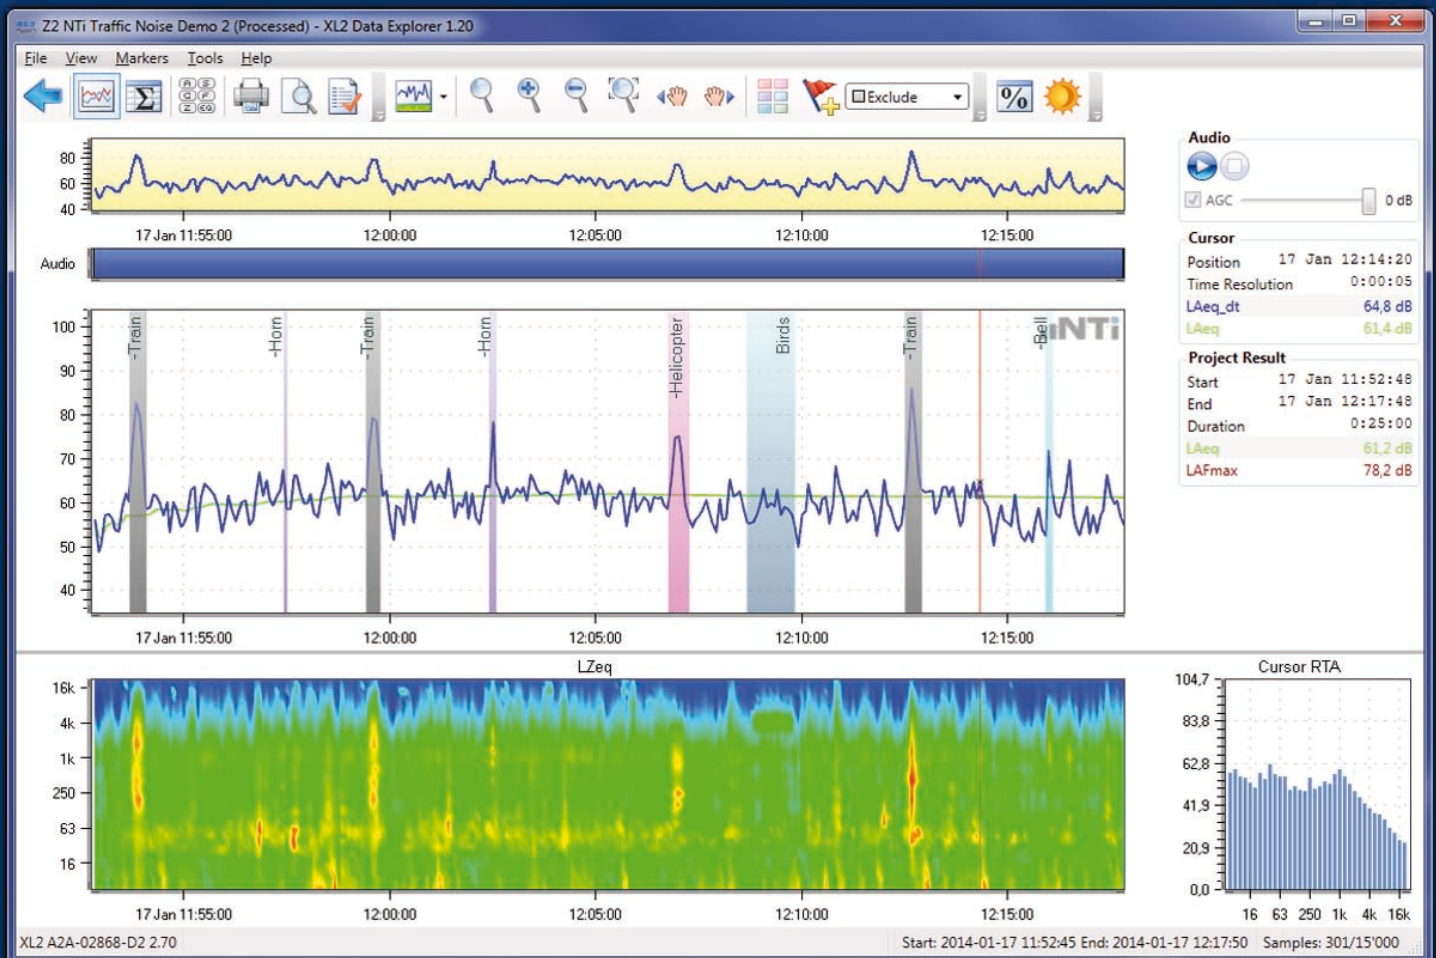 Z2 NTi Traffic Noise Demo 2 (Processed) - XL2 Data Explorer 1.20
File View Markers Tools Help
Exclude
%
80
60
40
17 Jan 11:55:00 12:00:00 12:05:00 12:10:00 12:15:00
Audio
100
90
80
70
60
50
40
-Train
-Horn
-Train
-Horn
-Helicopter
Birds
-Train
-Bell
NTi
17 Jan 11:55:00 12:00:00 12:05:00 12:10:00 12:15:00
Audio
AGC 0 dB
Cursor
Position 17 Jan 12:14:20
Time Resolution 0:00:05
LAeq_dt 64,8 dB
LAeq 61,4 dB
Project Result
Start 17 Jan 11:52:48
End 17 Jan 12:17:48
Duration 0:25:00
LAeq 61,2 dB
LAFmax 78,2 dB
LZeq
16k
4k
1k
250
63
16
17 Jan 11:55:00 12:00:00 12:05:00 12:10:00 12:15:00
Cursor RTA
104,7
83,8
62,8
41,9
20,9
0,0
16 63 250 1k 4k 16k
XL2 A2A-02868-D2 2.70
Start: 2014-01-17 11:52:45 End: 2014-01-17 12:17:50 Samples: 301/15'000